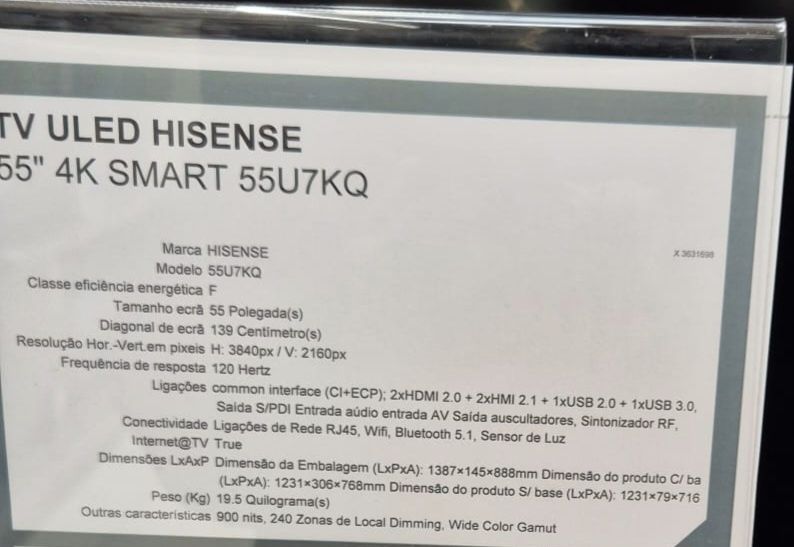 TV ULED HISENSE
55" 4K SMART 55U7KQ
X 3631698
Marca HISENSE
Modelo 55U7KQ
Classe eficiência energética F
Tamanho ecrã 55 Polegada(s)
Diagonal de ecrã 139 Centímetro(s)
Resolução Hor.-Vert.em pixeis H: 3840px / V: 2160px
Frequência de resposta 120 Hertz
Ligações common interface (CI+ECP); 2xHDMI 2.0 + 2xHMI 2.1 + 1xUSB 2.0 + 1xUSB 3.0,
Saída S/PDI Entrada aúdio entrada AV Saída auscultadores, Sintonizador RF,
Conectividade Ligações de Rede RJ45, Wifi, Bluetooth 5.1, Sensor de Luz
Internet@TV True
Dimensões LxAxP Dimensão da Embalagem (LxPxA): 1387×145×888mm Dimensão do produto C/ ba
(LxPxA): 1231×306×768mm Dimensão do produto S/ base (LxPxA): 1231×79×716
Peso (Kg) 19.5 Quilograma(s)
Outras características 900 nits, 240 Zonas de Local Dimming, Wide Color Gamut